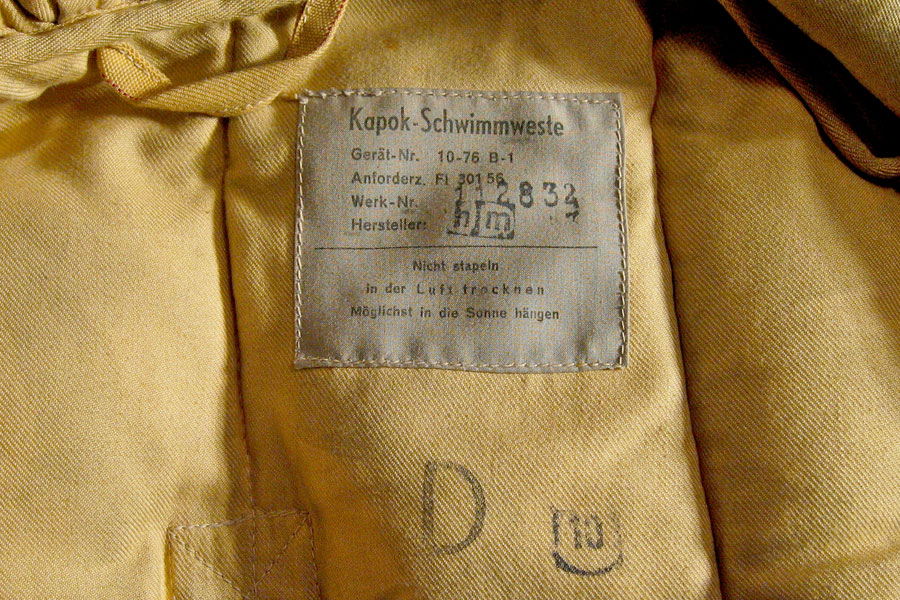 Kapok-Schwimmweste
Gerät-Nr. 10-76 B-1
Anforderz. Fl 30156
Werk-Nr. 112832
Hersteller: hjm
Nicht stapeln
in der Luft trocknen
Möglichst in die Sonne hängen
D
10